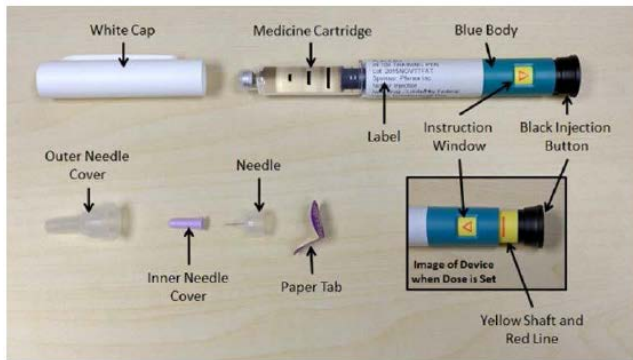 White Cap
Medicine Cartridge
Blue Body
Label
Instruction
Window
Black Injection
Button
Outer Needle
Cover
Needle
Inner Needle
Cover
Paper Tab
Image of Device
when Dose is Set
Yellow Shaft and
Red Line